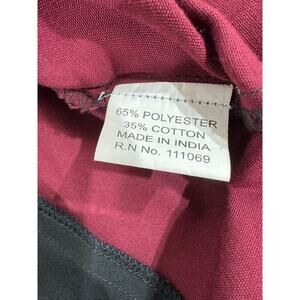 65% POLYESTER
35% COTTON
MADE IN INDIA
R.N No. 111069